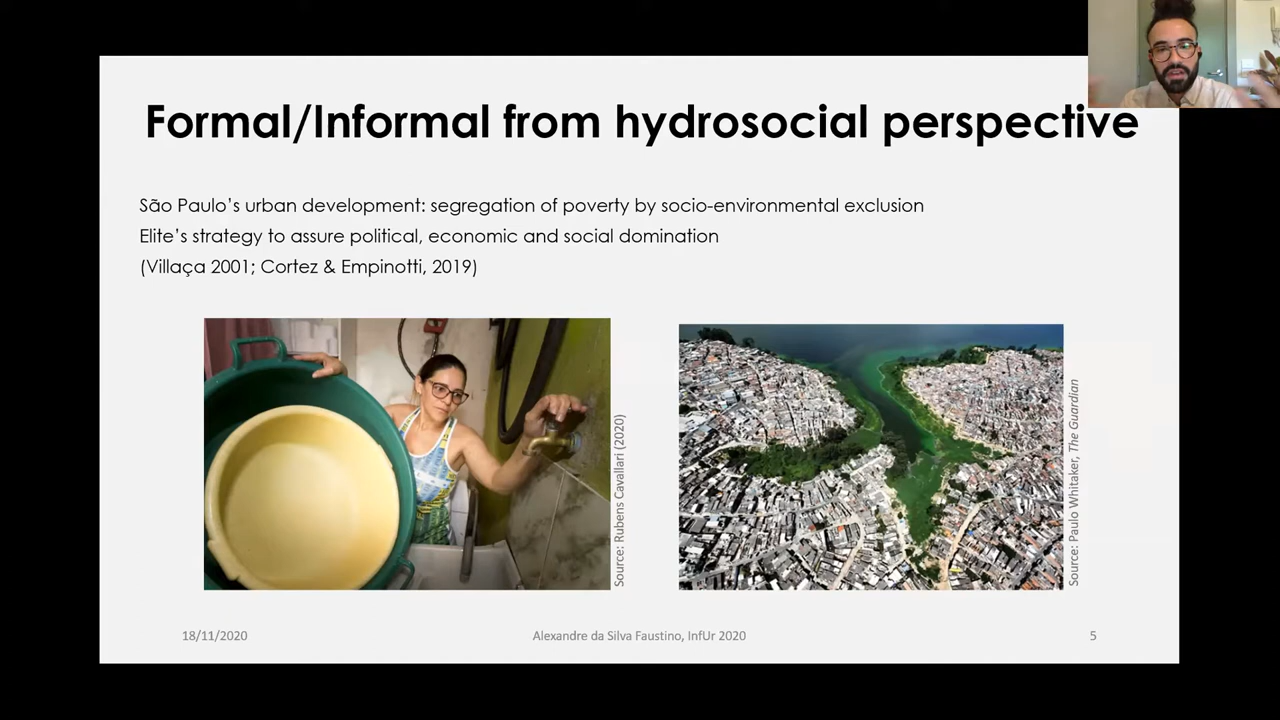 Formal/Informal from hydrosocial perspective
São Paulo’s urban development: segregation of poverty by socio-environmental exclusion
Elite’s strategy to assure political, economic and social domination
(Villaça 2001; Cortez & Empinotti, 2019)
Source: Rubens Cavallari (2020)
Source: Paulo Whitaker, The Guardian
18/11/2020
Alexandre da Silva Faustino, InfUr 2020
5